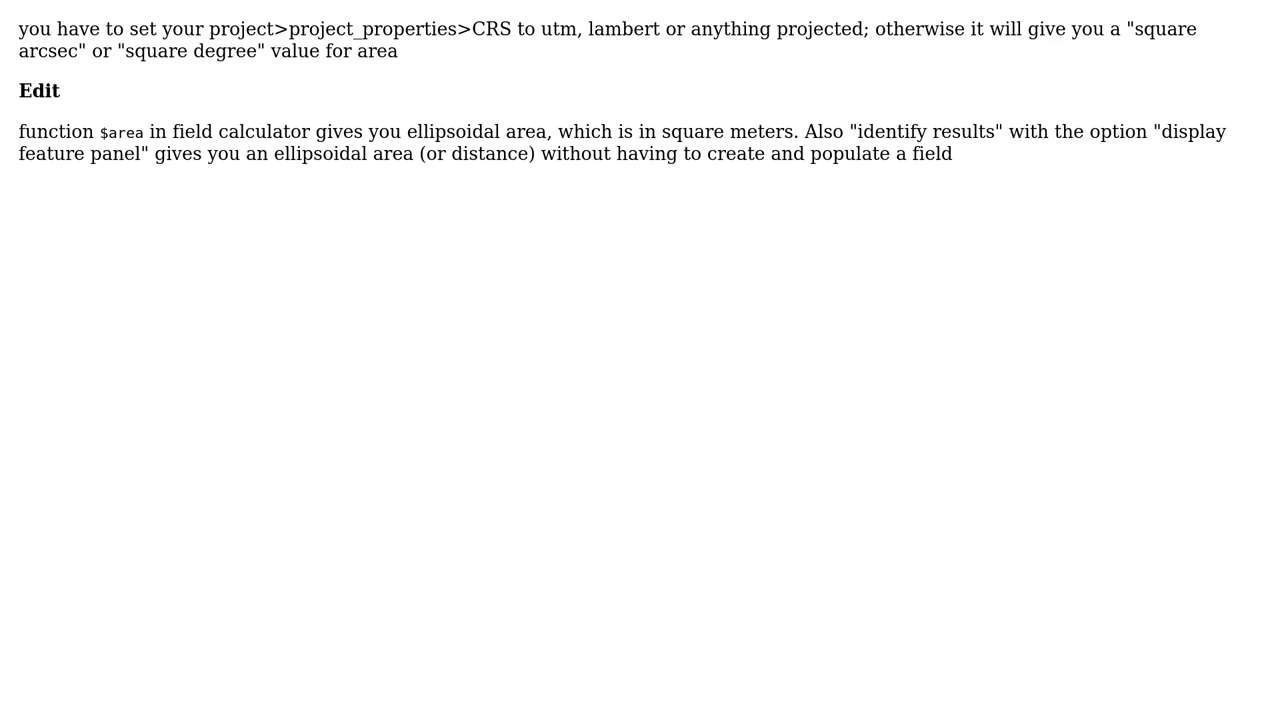 you have to set your project>project_properties>CRS to utm, lambert or anything projected; otherwise it will give you a "square
arcsec" or "square degree" value for area
Edit
function $area in field calculator gives you ellipsoidal area, which is in square meters. Also "identify results" with the option "display
feature panel" gives you an ellipsoidal area (or distance) without having to create and populate a field